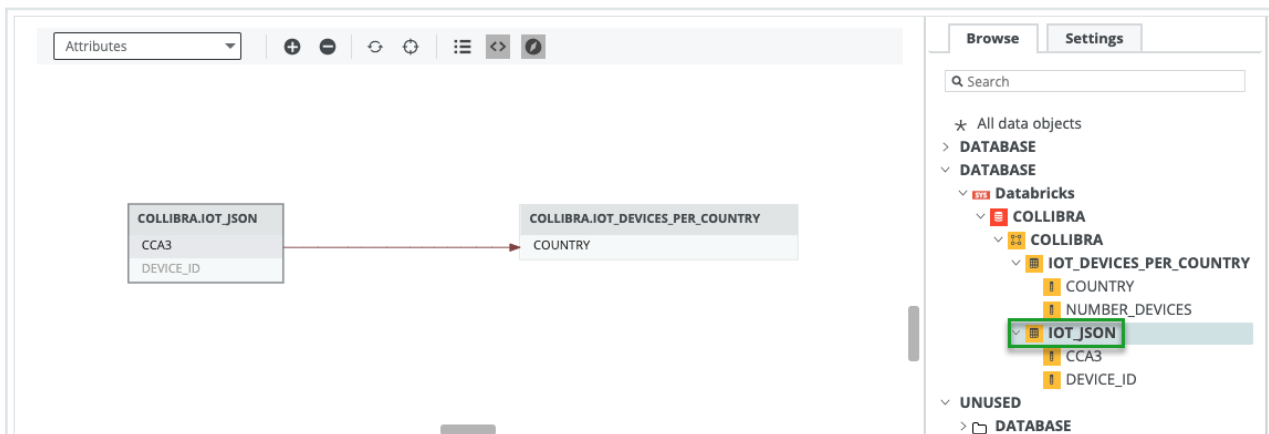 Attributes
COLLIBRA.IOT_JSON
CCA3
DEVICE_ID
COLLIBRA.IOT_DEVICES_PER_COUNTRY
COUNTRY
Browse
Settings
Search
All data objects
DATABASE
DATABASE
SYS Databricks
COLLIBRA
COLLIBRA
IOT_DEVICES_PER_COUNTRY
COUNTRY
NUMBER_DEVICES
IOT_JSON
CCA3
DEVICE_ID
UNUSED
DATABASE